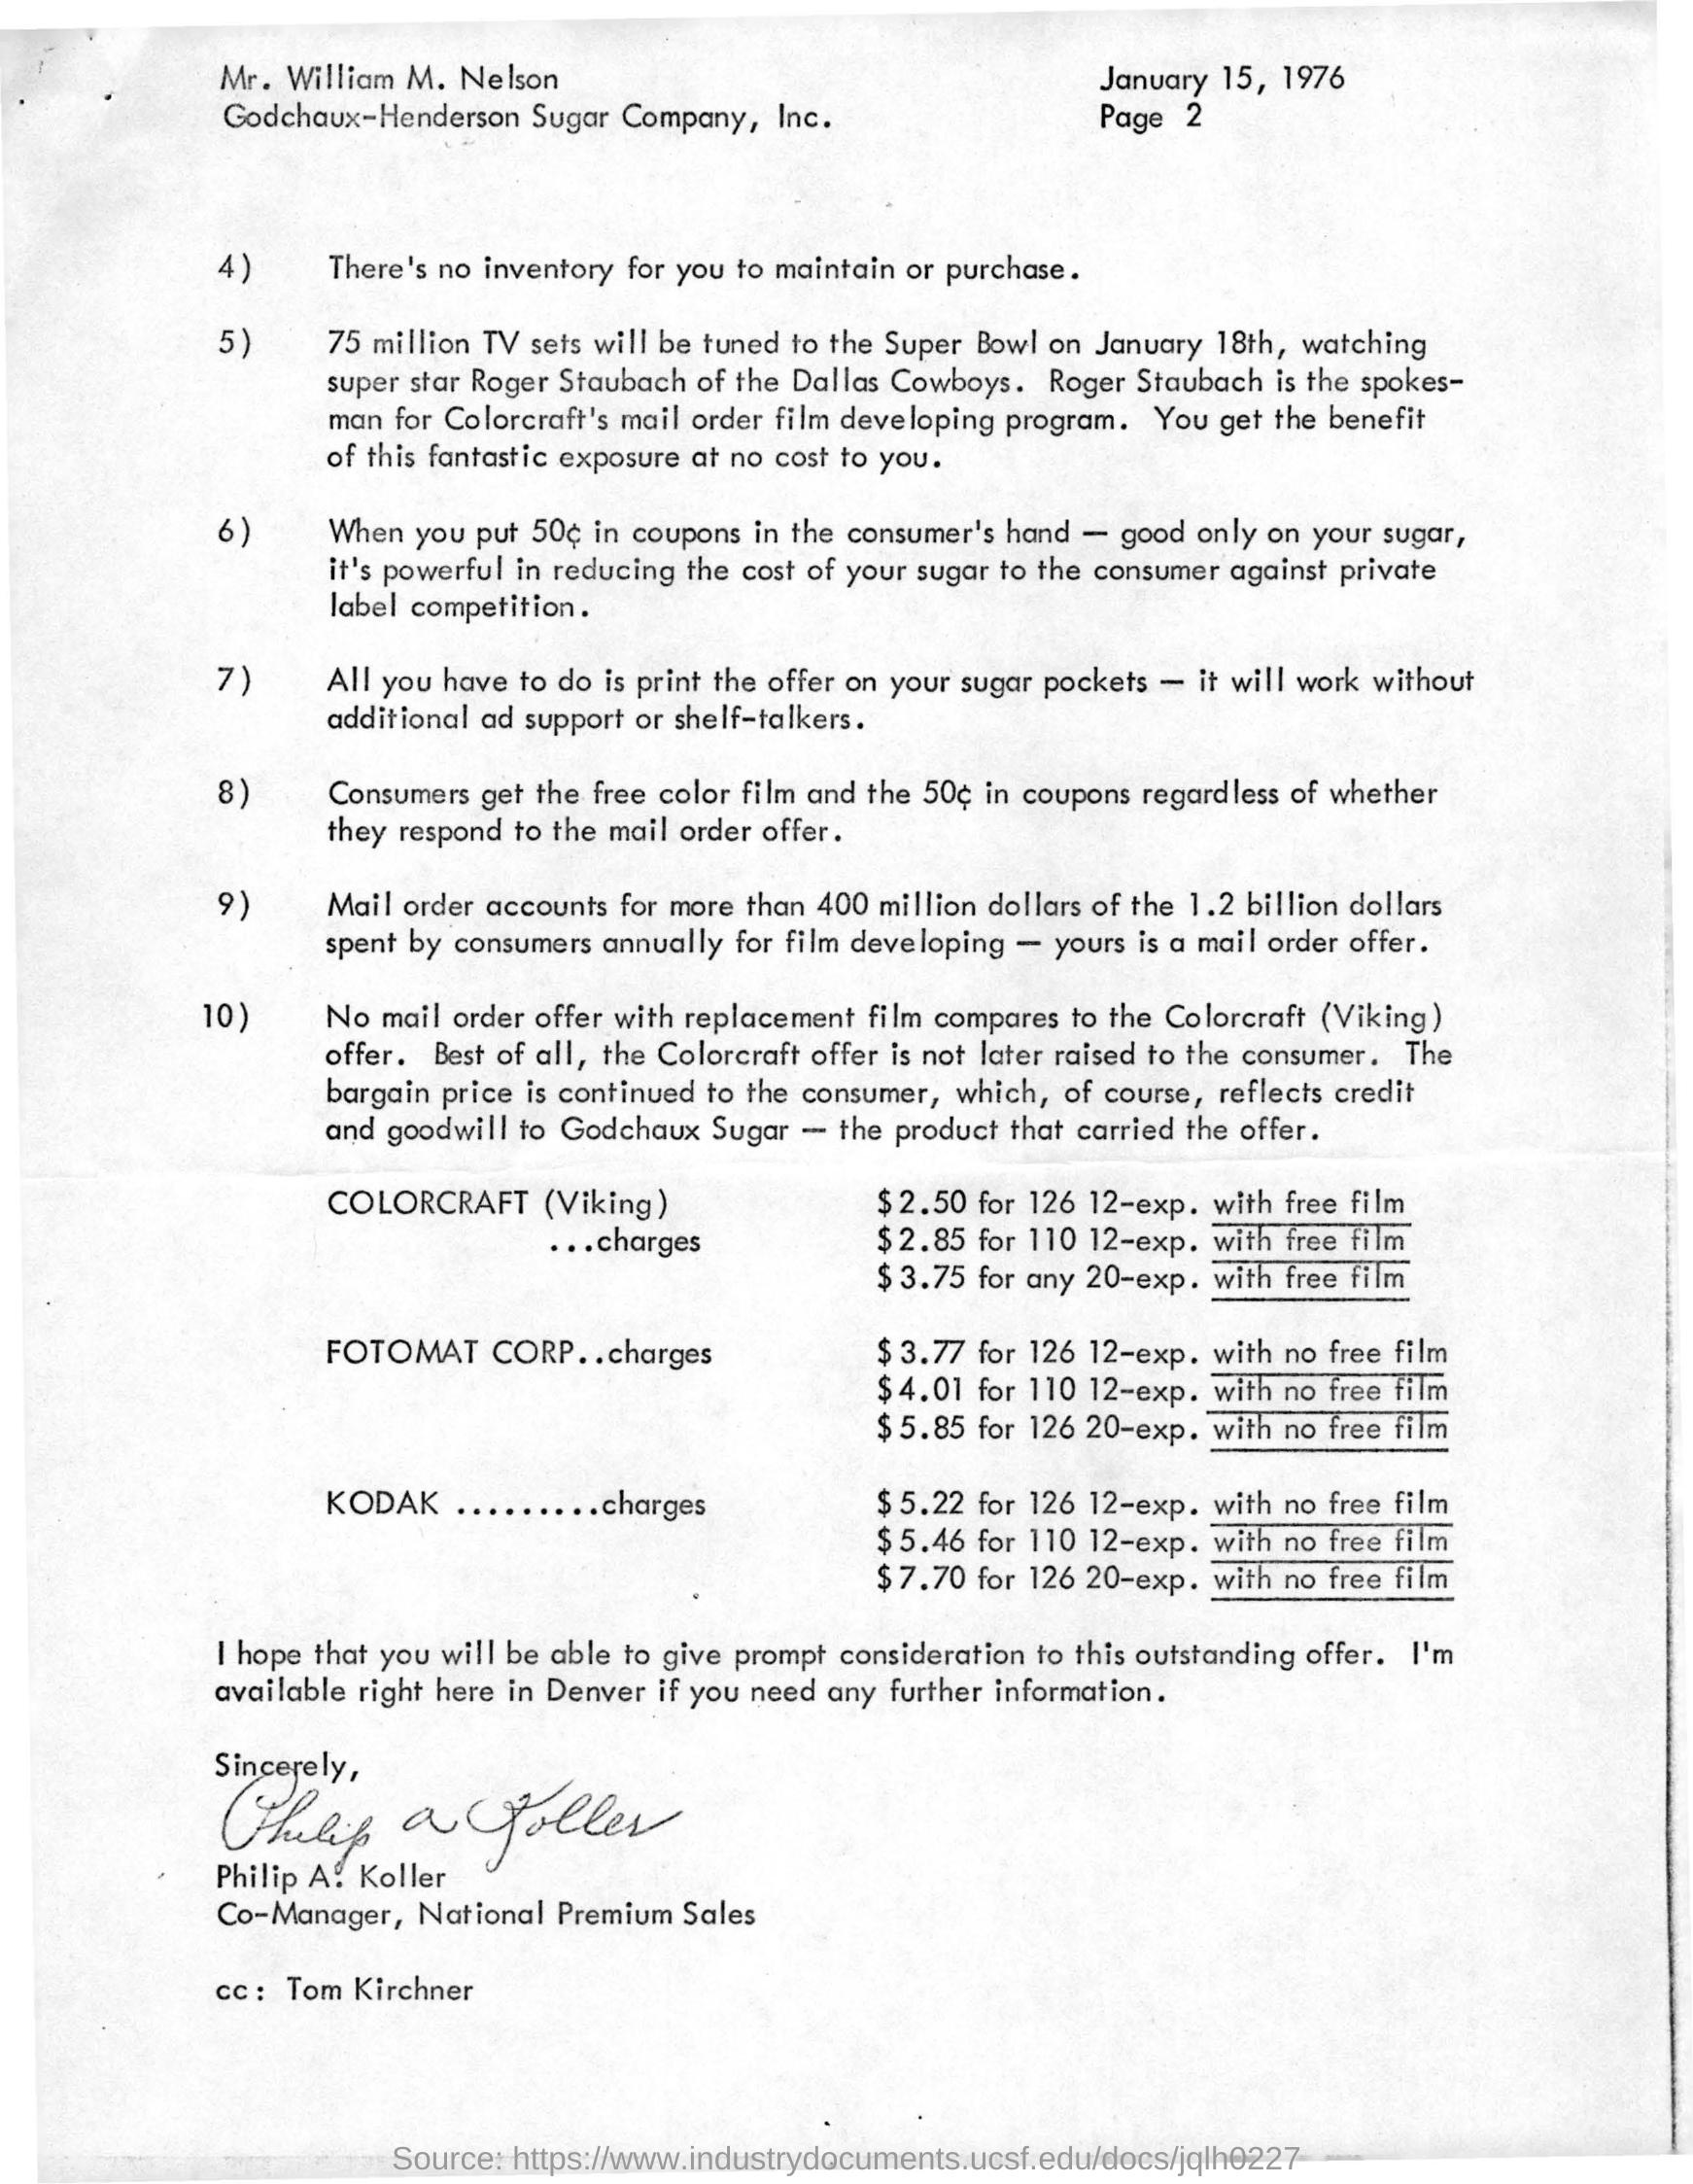 Mr. William M. Nelson
Godchaux-Henderson Sugar Company, Inc.
January 15, 1976
Page 2
4) There's no inventory for you to maintain or purchase.
5) 75 million TV sets will be tuned to the Super Bowl on January 18th, watching
super star Roger Staubach of the Dallas Cowboys. Roger Staubach is the spokes-
man for Colorcraft's mail order film developing program. You get the benefit
of this fantastic exposure at no cost to you.
6) When you put 50¢ in coupons in the consumer's hand — good only on your sugar,
it's powerful in reducing the cost of your sugar to the consumer against private
label competition.
7) All you have to do is print the offer on your sugar pockets — it will work without
additional ad support or shelf-talkers.
8) Consumers get the free color film and the 50¢ in coupons regardless of whether
they respond to the mail order offer.
9) Mail order accounts for more than 400 million dollars of the 1.2 billion dollars
spent by consumers annually for film developing — yours is a mail order offer.
10) No mail order offer with replacement film compares to the Colorcraft (Viking)
offer. Best of all, the Colorcraft offer is not later raised to the consumer. The
bargain price is continued to the consumer, which, of course, reflects credit
and goodwill to Godchaux Sugar — the product that carried the offer.
COLORCRAFT (Viking) $2.50 for 126 12-exp. with free film
...charges $2.85 for 110 12-exp. with free film
$3.75 for any 20-exp. with free film
FOTOMAT CORP..charges $3.77 for 126 12-exp. with no free film
$4.01 for 110 12-exp. with no free film
$5.85 for 126 20-exp. with no free film
KODAK .........charges $5.22 for 126 12-exp. with no free film
$5.46 for 110 12-exp. with no free film
$7.70 for 126 20-exp. with no free film
I hope that you will be able to give prompt consideration to this outstanding offer. I'm
available right here in Denver if you need any further information.
Sincerely,
Philip A Koller
Philip A. Koller
Co-Manager, National Premium Sales
cc: Tom Kirchner
Source: https://www.industrydocuments.ucsf.edu/docs/jqlh0227